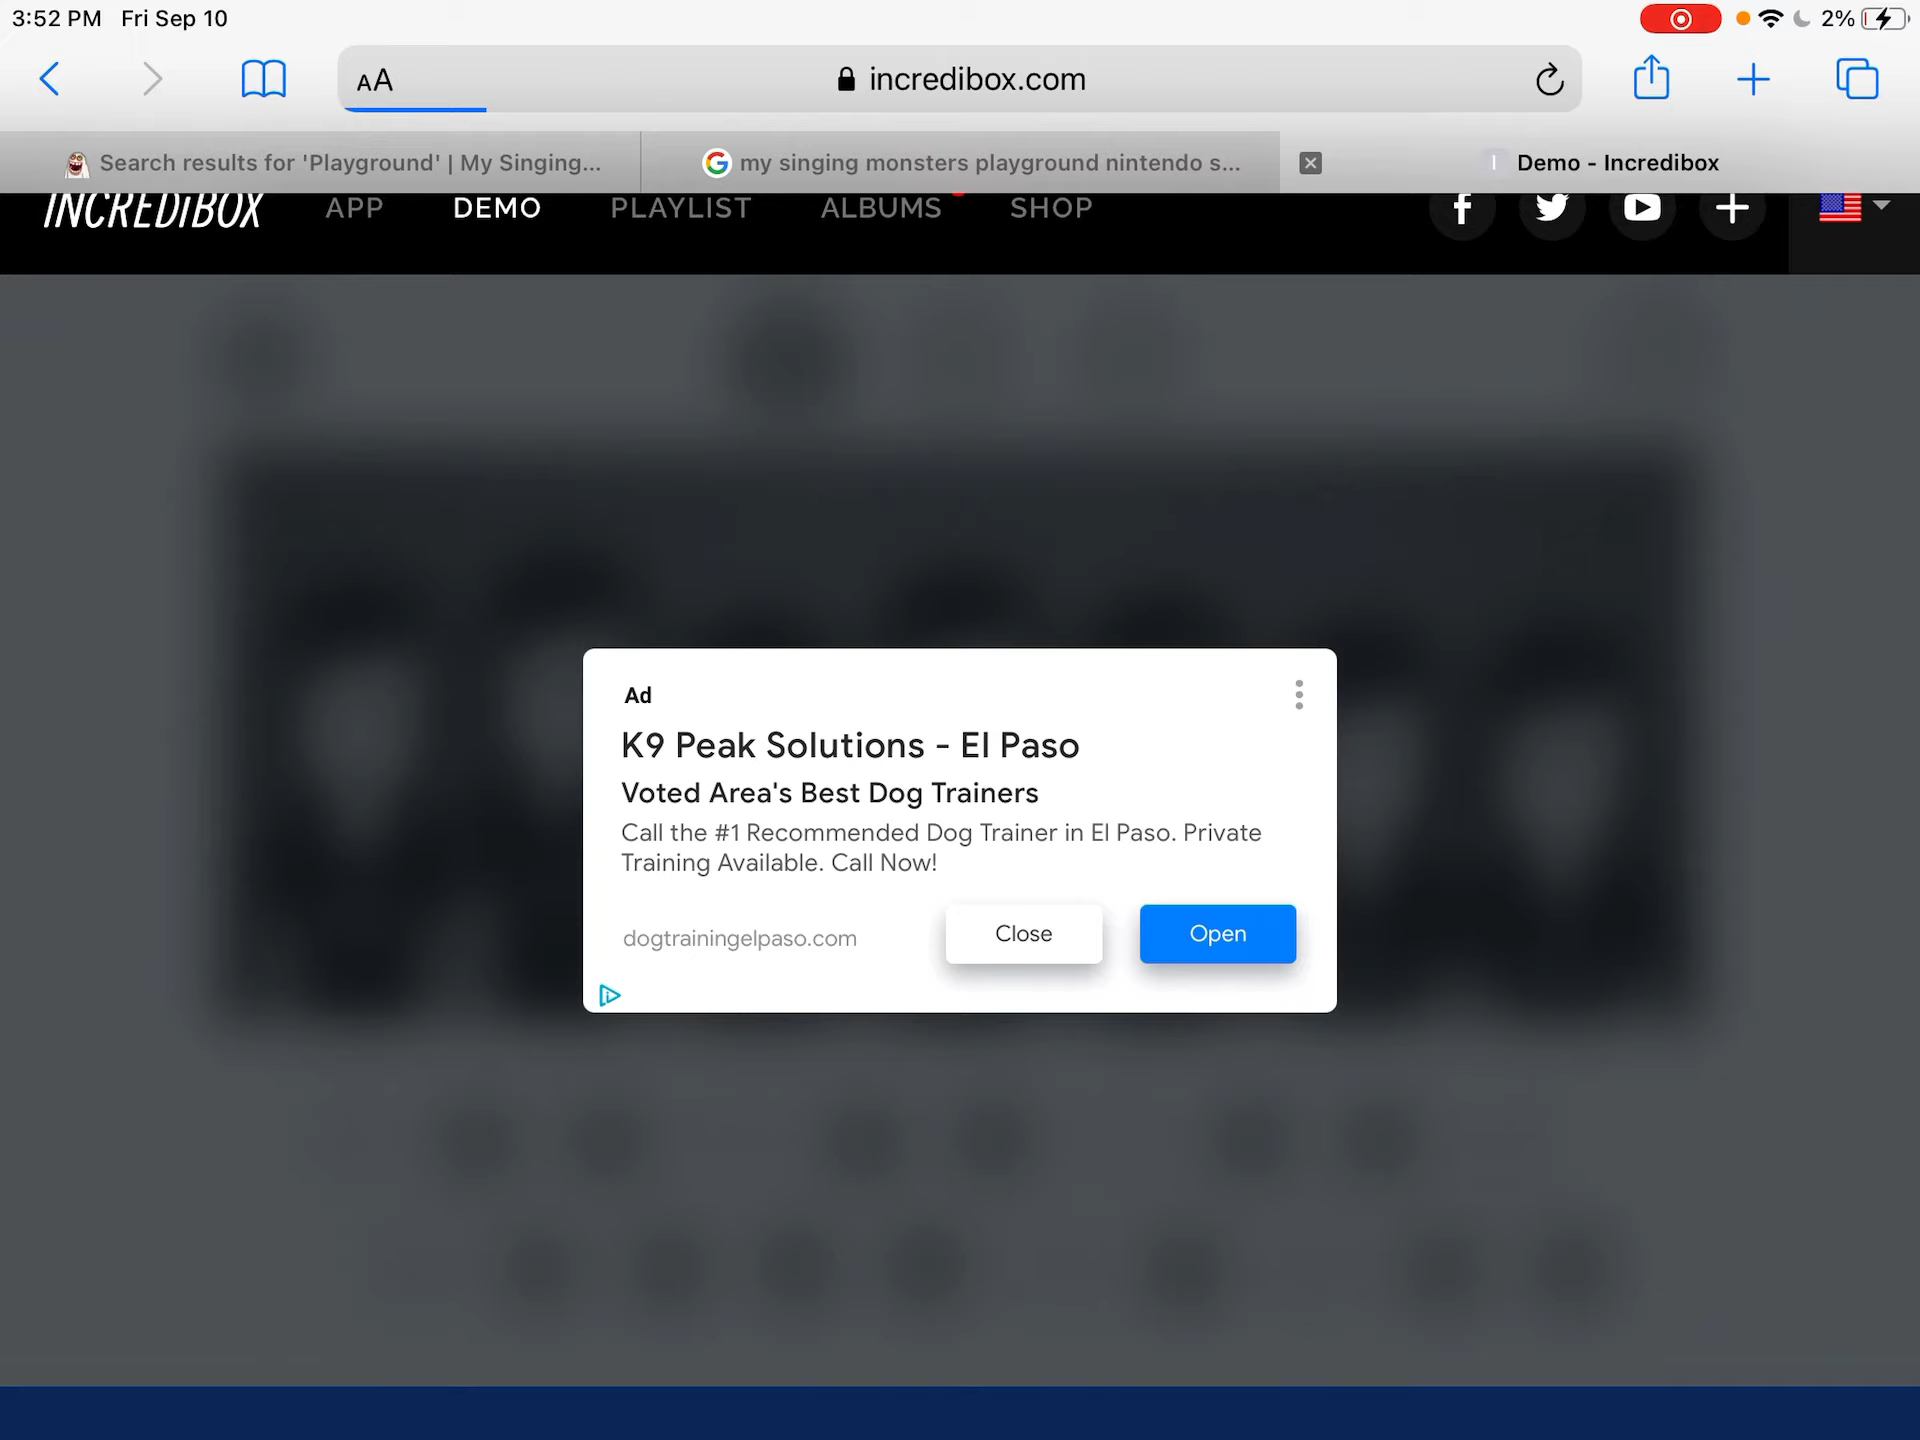 3:52 PM Fri Sep 10
2%
AA
incredibox.com
Search results for 'Playground' | My Singing...
my singing monsters playground nintendo s...
Demo - Incredibox
INCREDiBOX
APP
DEMO
PLAYLIST
ALBUMS
SHOP
Ad
K9 Peak Solutions - El Paso
Voted Area's Best Dog Trainers
Call the #1 Recommended Dog Trainer in El Paso. Private
Training Available. Call Now!
dogtrainingelpaso.com
Close
Open